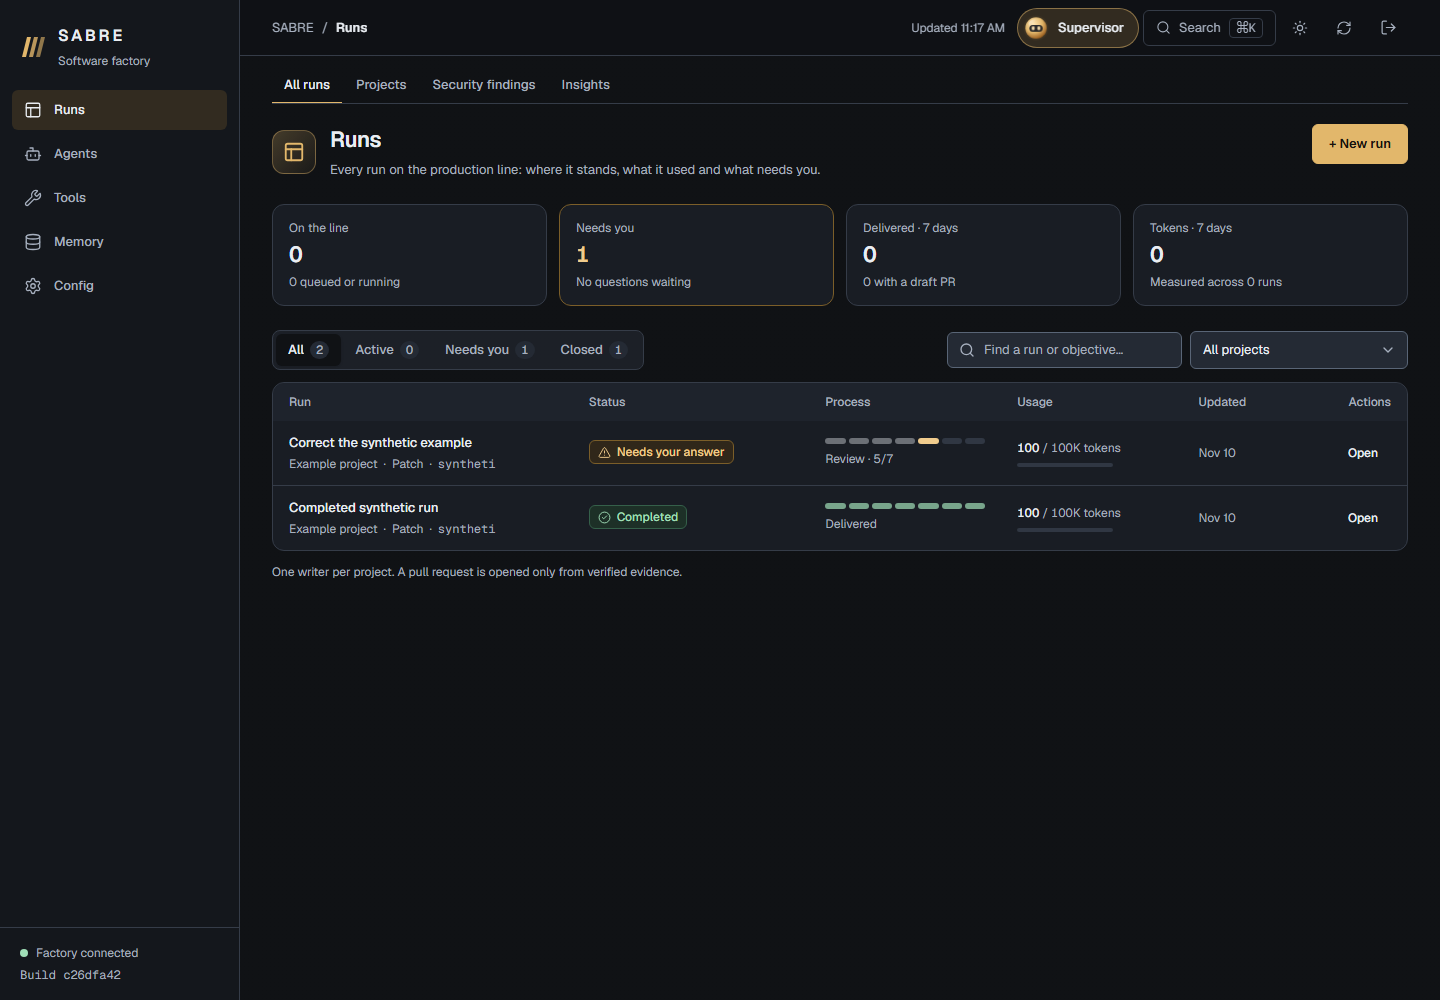 SABRE
Software factory
Runs
Agents
Tools
Memory
Config
Factory connected
Build c26dfa42
SABRE / Runs
Updated 11:17 AM
Supervisor
Search ⌘K
All runs Projects Security findings Insights
Runs
Every run on the production line: where it stands, what it used and what needs you.
+ New run
On the line
0
0 queued or running
Needs you
1
No questions waiting
Delivered · 7 days
0
0 with a draft PR
Tokens · 7 days
0
Measured across 0 runs
All 2 Active 0 Needs you 1 Closed 1
Find a run or objective...
All projects
Run Status Process Usage Updated Actions
Correct the synthetic example
Example project · Patch · syntheti
Needs your answer
Review · 5/7
100 / 100K tokens
Nov 10
Open
Completed synthetic run
Example project · Patch · syntheti
Completed
Delivered
100 / 100K tokens
Nov 10
Open
One writer per project. A pull request is opened only from verified evidence.